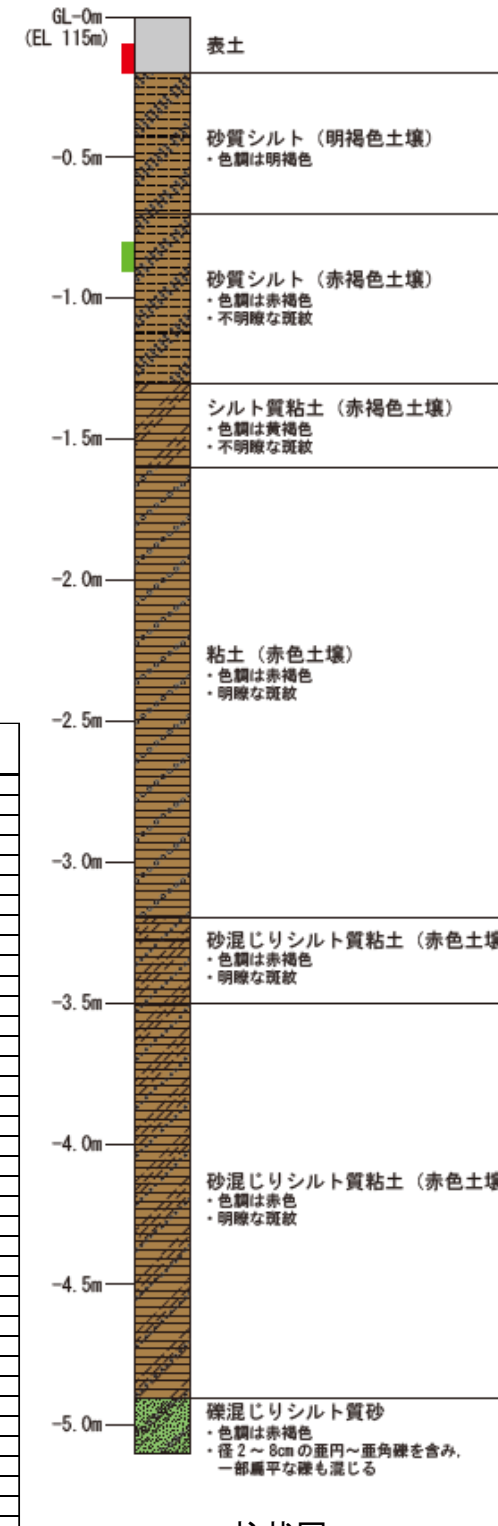 GL-0m
(EL 115m)
表土
砂質シルト（明褐色土壌）
・色調は明褐色
-0.5m
砂質シルト（赤褐色土壌）
・色調は赤褐色
・不明瞭な斑紋
-1.0m
シルト質粘土（赤褐色土壌）
・色調は黄褐色
・不明瞭な斑紋
-1.5m
-2.0m
粘土（赤色土壌）
・色調は赤褐色
・明瞭な斑紋
-2.5m
-3.0m
砂混じりシルト質粘土（赤色土壌
・色調は赤褐色
・明瞭な斑紋
-3.5m
-4.0m
砂混じりシルト質粘土（赤色土壌
・色調は赤色
・明瞭な斑紋
-4.5m
礫混じりシルト質砂
・色調は赤褐色
・径2～8cmの亜円～亜角礫を含み，
一部扁平な礫も混じる
-5.0m